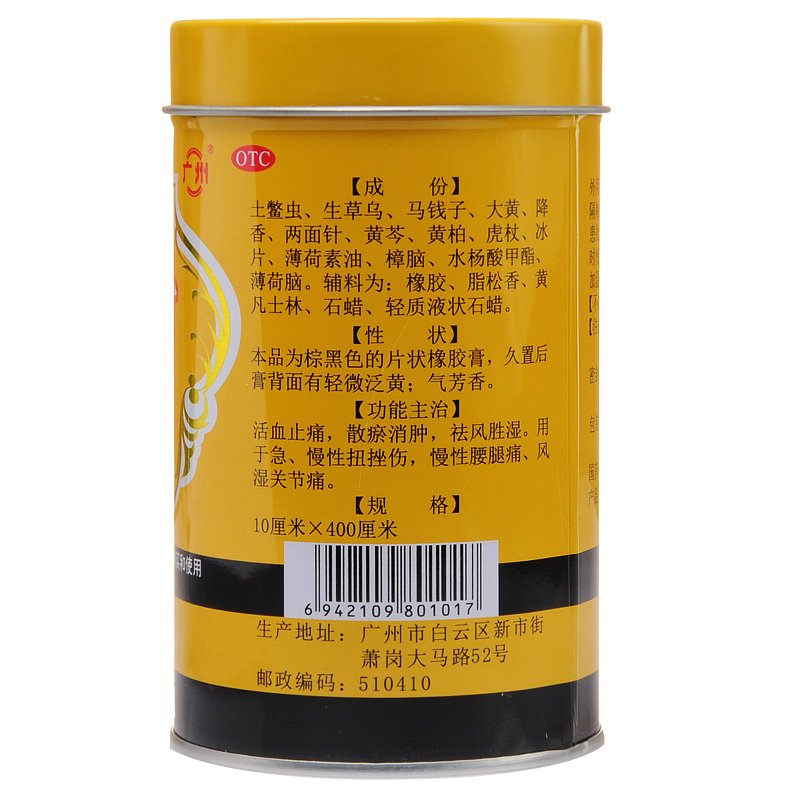 广州®
OTC
【成 份】
土鳖虫、生草乌、马钱子、大黄、降
香、两面针、黄芩、黄柏、虎杖、冰
片、薄荷素油、樟脑、水杨酸甲酯、
薄荷脑。辅料为：橡胶、脂松香、黄
凡士林、石蜡、轻质液状石蜡。
【性 状】
本品为棕黑色的片状橡胶膏，久置后
膏背面有轻微泛黄；气芳香。
【功能主治】
活血止痛，散瘀消肿，祛风胜湿。用
于急、慢性扭挫伤，慢性腰腿痛、风
湿关节痛。
【规 格】
10厘米×400厘米
和使用
6 942109 801017
生产地址：广州市白云区新市街
萧岗大马路52号
邮政编码：510410